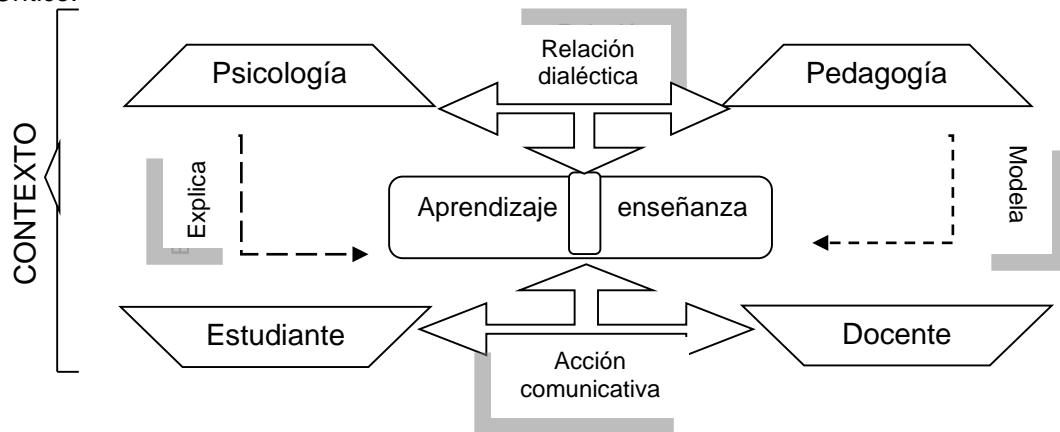 Relación
dialéctica
Psicología
Pedagogía
CONTEXTO
Explica
Aprendizaje
enseñanza
Modela
Estudiante
Docente
Acción
comunicativa